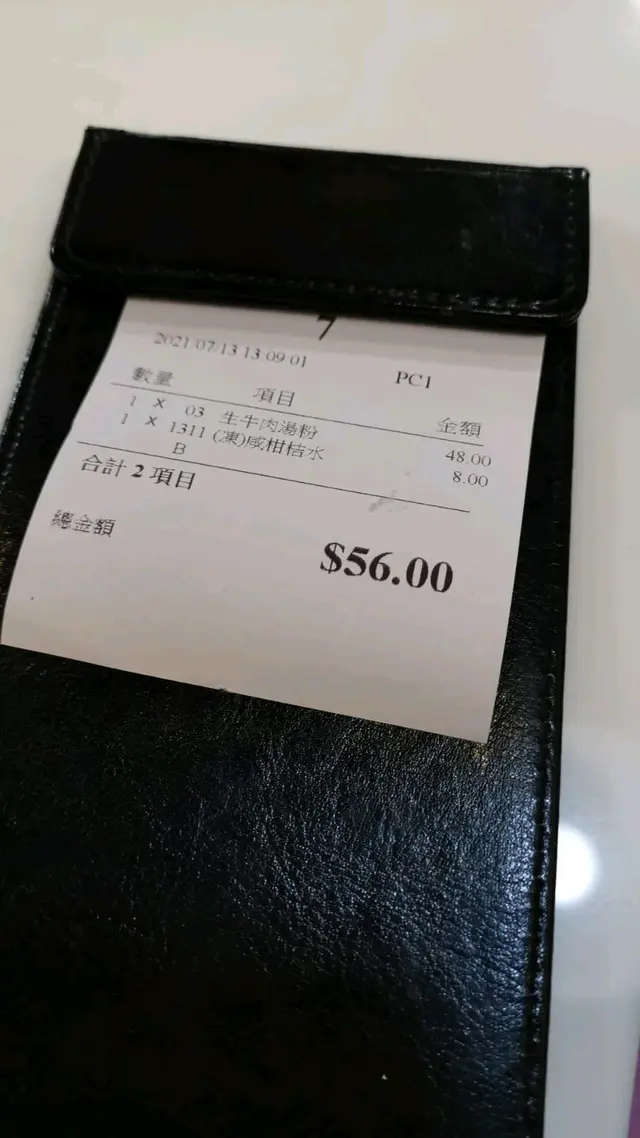 7
2021 07 13 13:09:01 PC1
數量 項目 金額
1 X 03 生牛肉湯粉 48.00
1 X 1311 (凍)咸柑桔水 8.00
B
合計 2 項目
總金額 $56.00